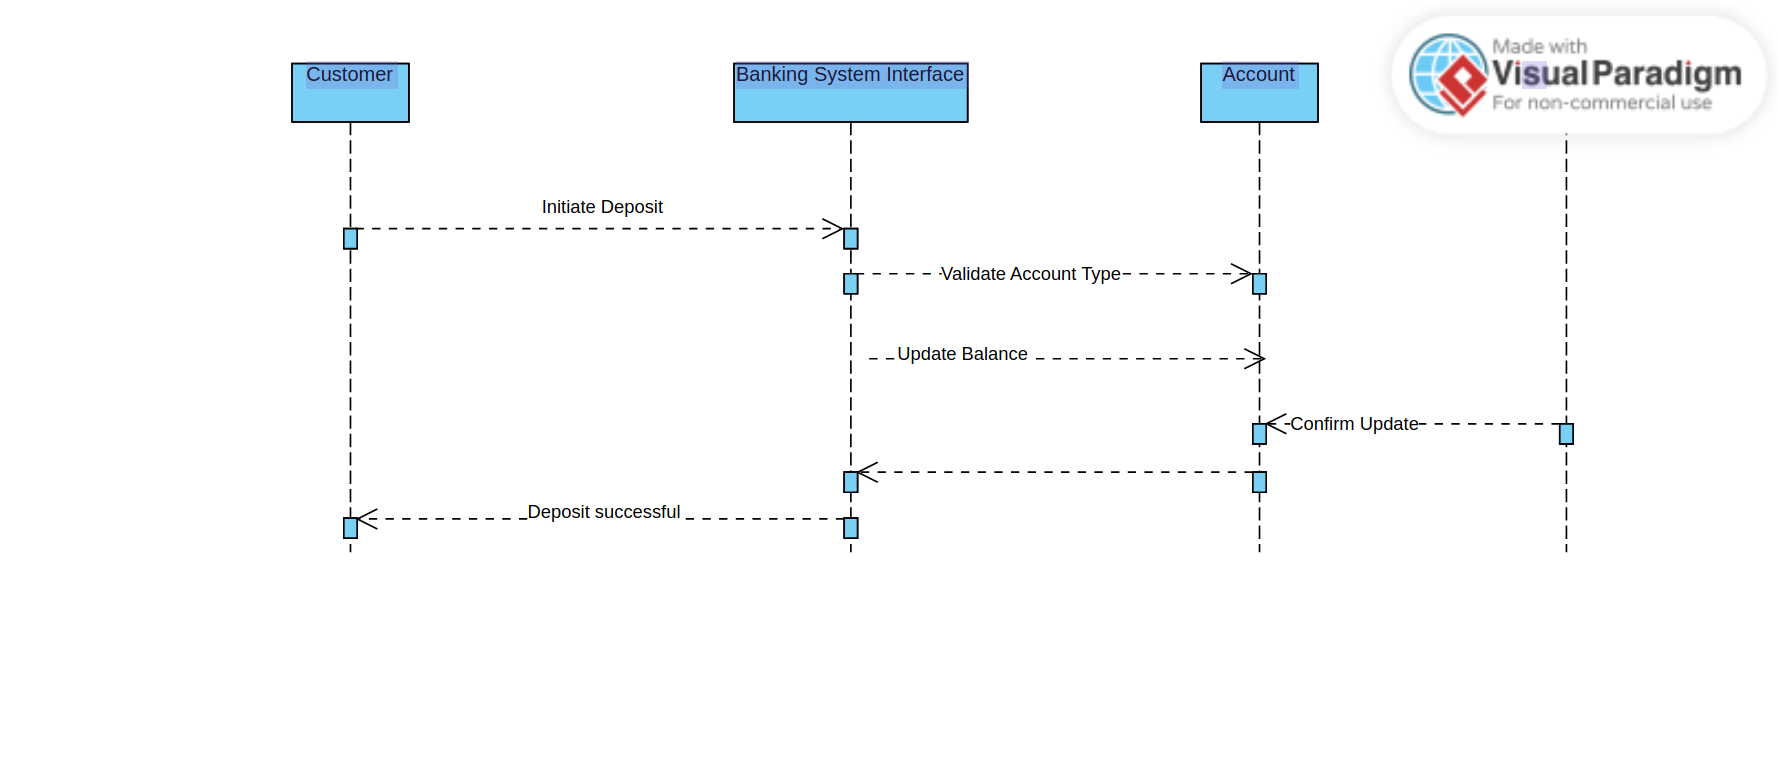 Customer
Banking System Interface
Account
Made with
Visual Paradigm
For non-commercial use
Initiate Deposit
Validate Account Type
Update Balance
Confirm Update
Deposit successful